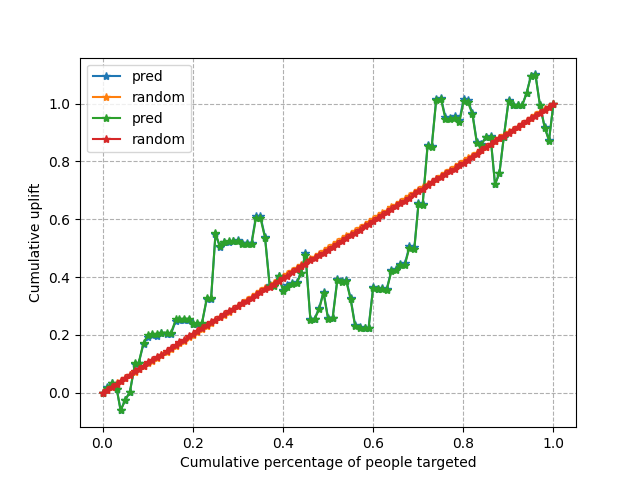 pred
random
pred
random
1.0
0.8
0.6
0.4
0.2
0.0
Cumulative uplift
0.0 0.2 0.4 0.6 0.8 1.0
Cumulative percentage of people targeted